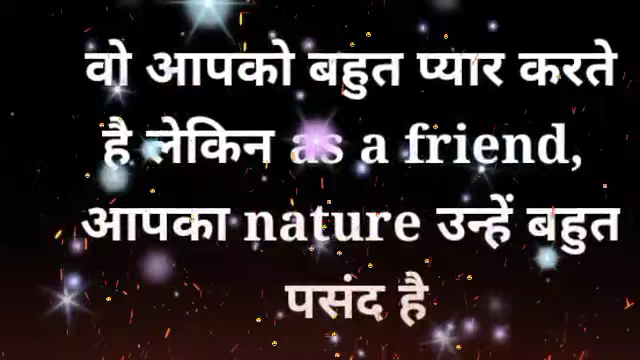 वो आपको बहुत प्यार करते
है लेकिन as a friend,
आपका nature उन्हें बहुत
पसंद है